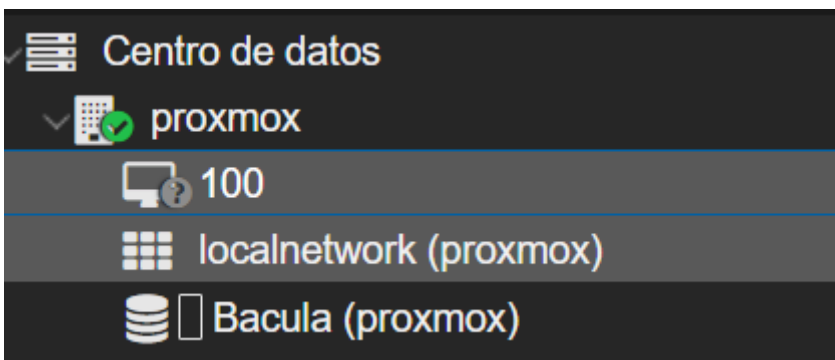 Centro de datos
proxmox
100
localnetwork (proxmox)
Bacula (proxmox)